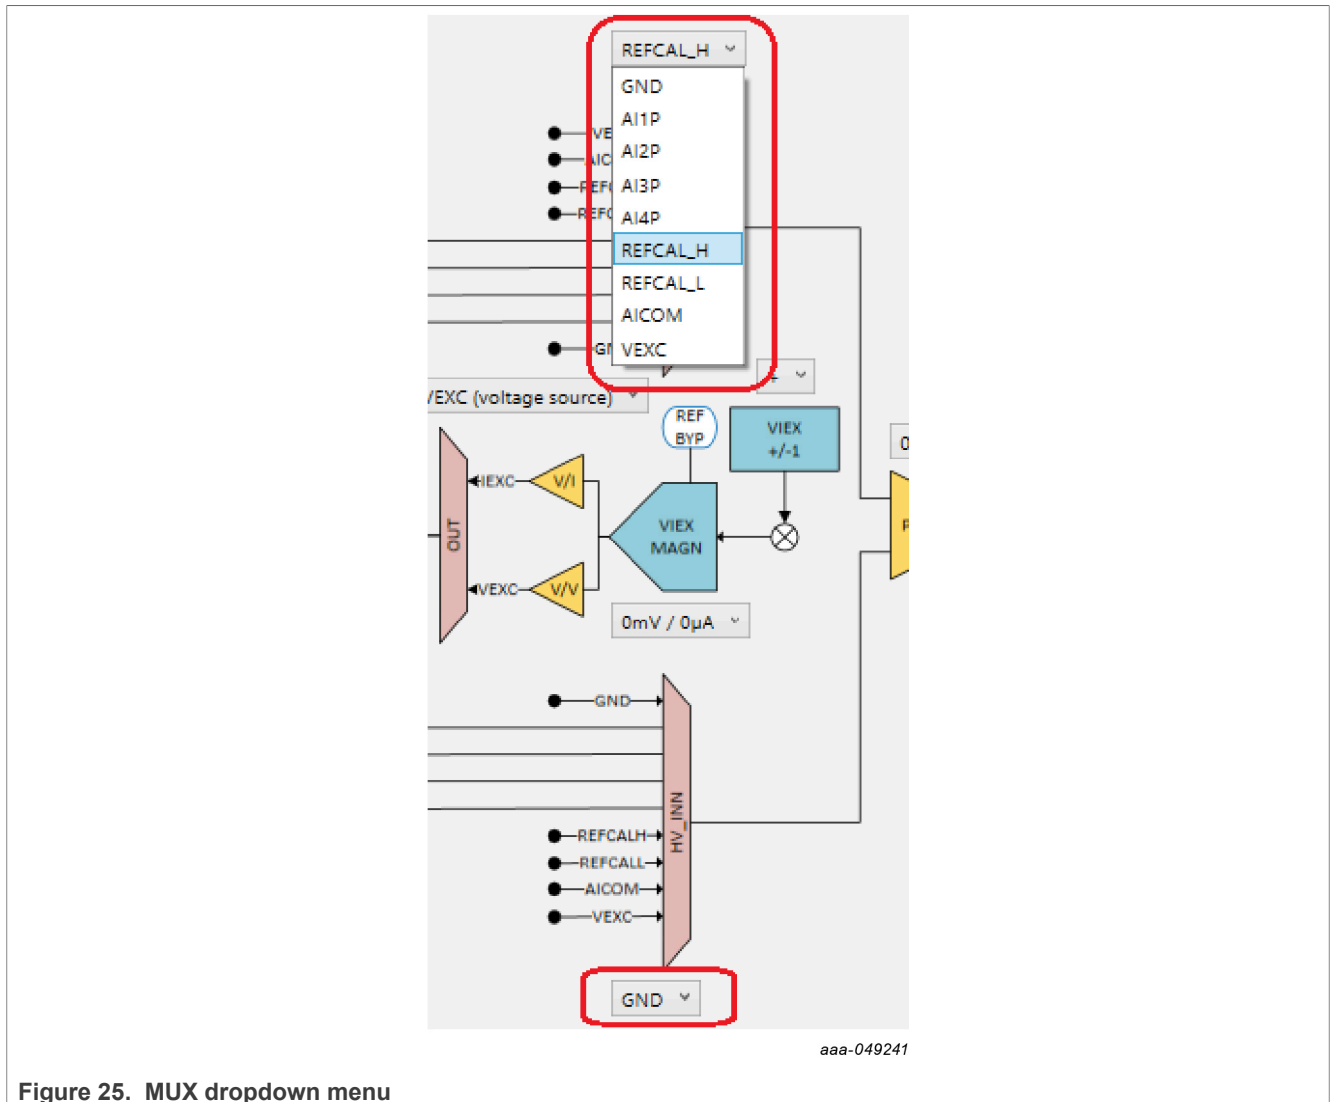 REFCAL_H
GND
AI1P
AI2P
AI3P
AI4P
REFCAL_H
REFCAL_L
AICOM
VEXC
+
VEXC (voltage source)
REF
BYP
VIEX
+/-1
IEXC
V/I
OUT
VIEX
MAGN
VEXC
V/V
0mV / 0µA
GND
HV_INN
REFCALH
REFCALL
AICOM
VEXC
GND
aaa-049241
Figure 25. MUX dropdown menu